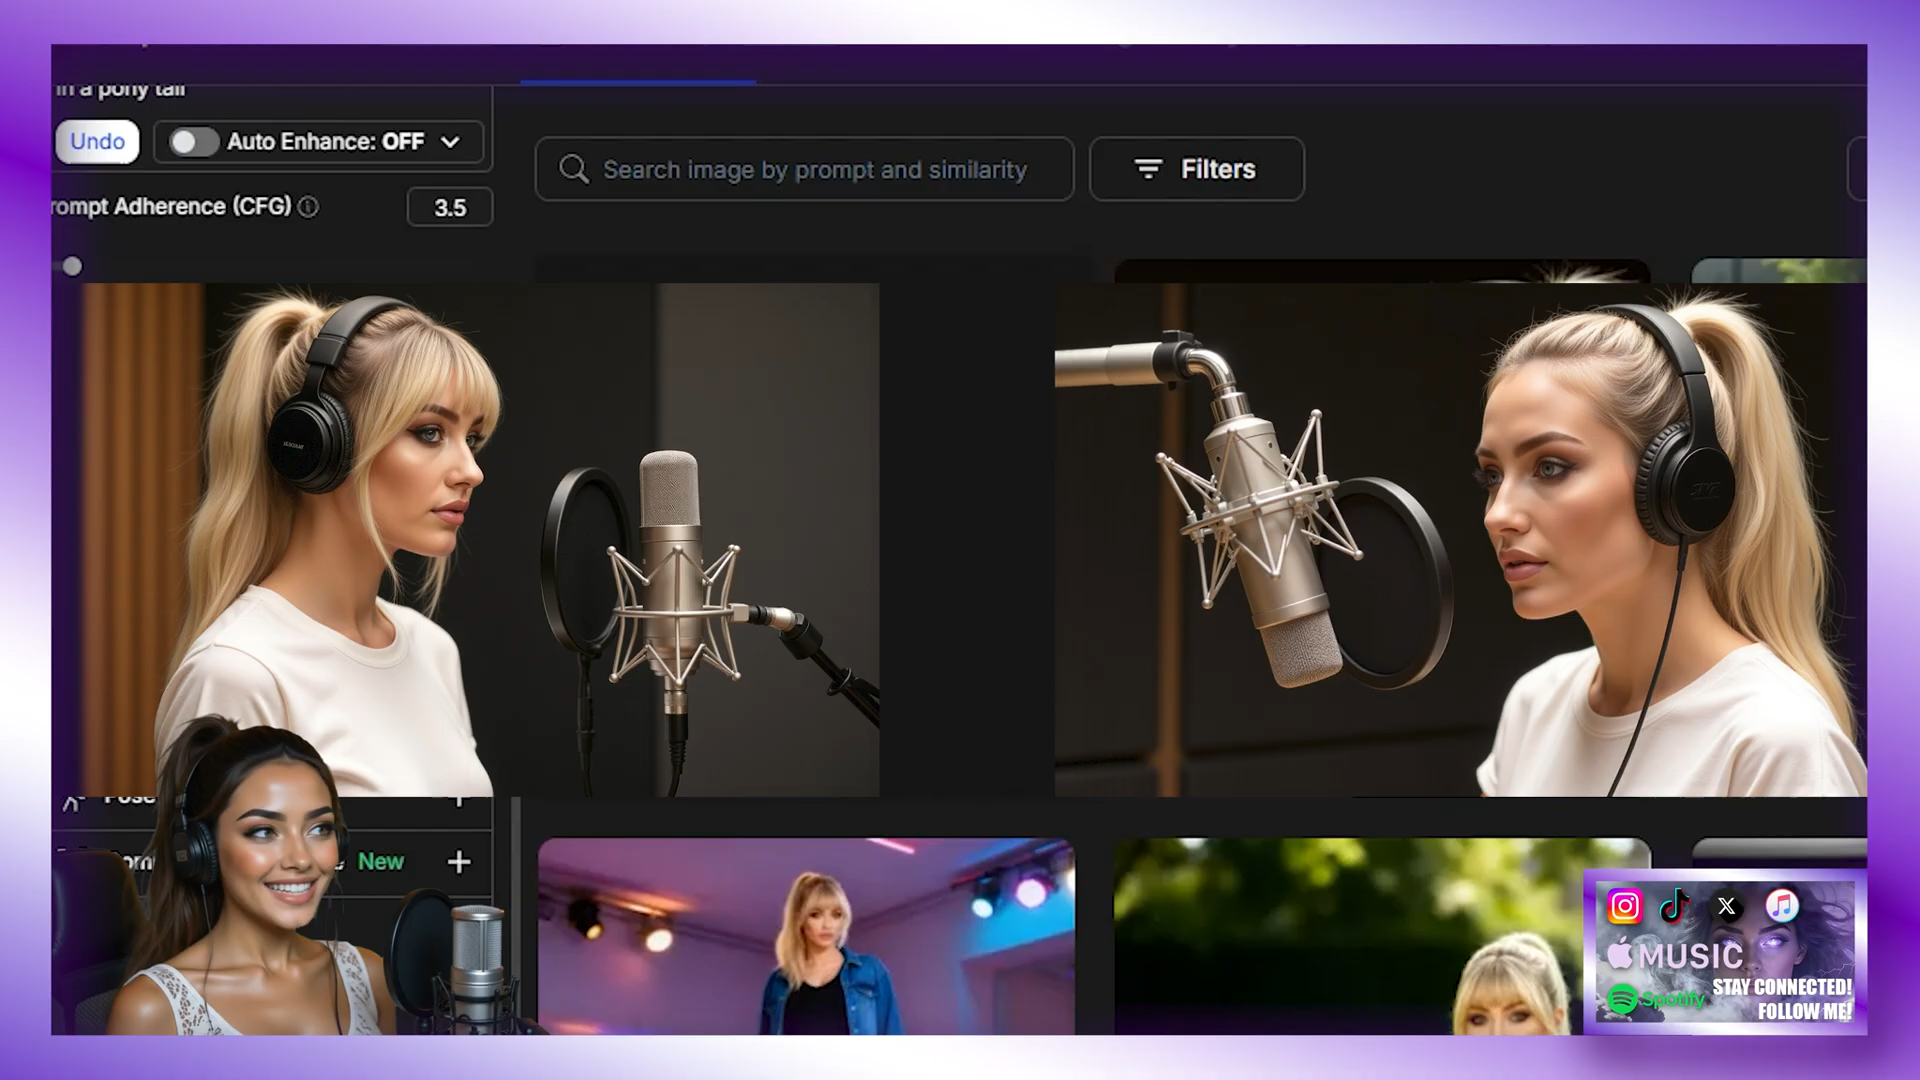 in a pony tail
Undo
Auto Enhance: OFF
Search image by prompt and similarity
Filters
rompt Adherence (CFG)
3.5
Pose
New
MUSIC
Spotify
STAY CONNECTED!
FOLLOW ME!